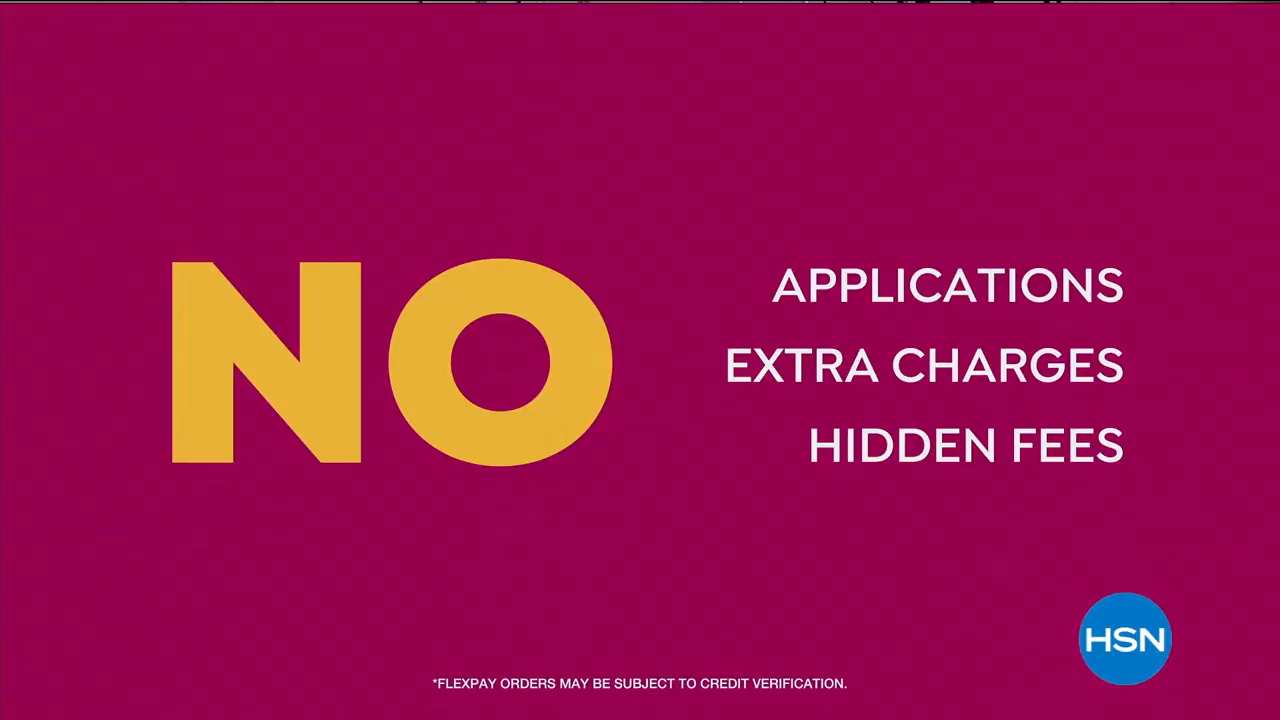 NO
APPLICATIONS
EXTRA CHARGES
HIDDEN FEES
HSN
*FLEXPAY ORDERS MAY BE SUBJECT TO CREDIT VERIFICATION.